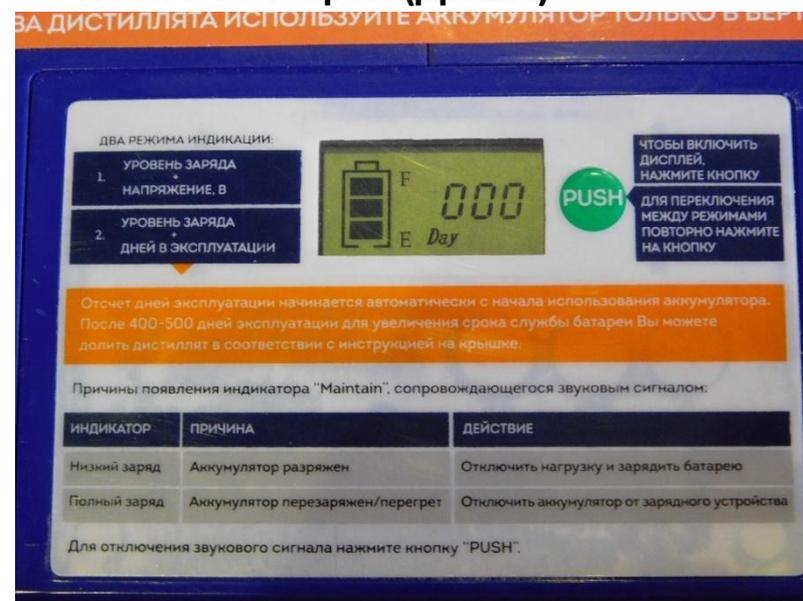 ВА ДИСТИЛЛЯТА ИСПОЛЬЗУЙТЕ АККУМУЛЯТОР ТОЛЬКО В ВЕРТ
ДВА РЕЖИМА ИНДИКАЦИИ:
1. УРОВЕНЬ ЗАРЯДА
+
НАПРЯЖЕНИЕ, В
2. УРОВЕНЬ ЗАРЯДА
+
ДНЕЙ В ЭКСПЛУАТАЦИИ
F
000
E Day
PUSH
ЧТОБЫ ВКЛЮЧИТЬ
ДИСПЛЕЙ,
НАЖМИТЕ КНОПКУ
ДЛЯ ПЕРЕКЛЮЧЕНИЯ
МЕЖДУ РЕЖИМАМИ
ПОВТОРНО НАЖМИТЕ
НА КНОПКУ
Отсчет дней эксплуатации начинается автоматически с начала использования аккумулятора.
После 400-500 дней эксплуатации для увеличения срока службы батареи Вы можете
долить дистиллят в соответствии с инструкцией на крышке.
Причины появления индикатора "Maintain", сопровождающегося звуковым сигналом:
ИНДИКАТОР ПРИЧИНА ДЕЙСТВИЕ
Низкий заряд Аккумулятор разряжен Отключить нагрузку и зарядить батарею
Полный заряд Аккумулятор перезаряжен/перегрет Отключить аккумулятор от зарядного устройства
Для отключения звукового сигнала нажмите кнопку "PUSH".